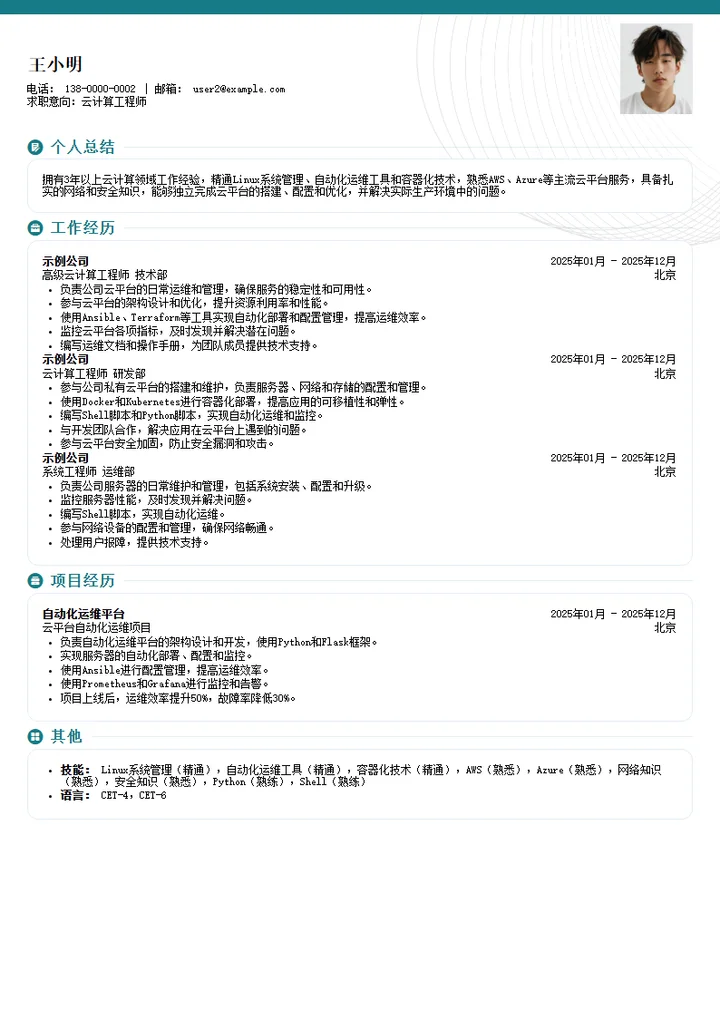 王小明
电话： 138-0000-0002 | 邮箱： user2@example.com
求职意向：云计算工程师
个人总结
拥有3年以上云计算领域工作经验，精通Linux系统管理、自动化运维工具和容器化技术，熟悉AWS、Azure等主流云平台服务，具备扎
实的网络和安全知识，能够独立完成云平台的搭建、配置和优化，并解决实际生产环境中的问题。
工作经历
示例公司 2025年01月 - 2025年12月
高级云计算工程师 技术部 北京
• 负责公司云平台的日常运维和管理，确保服务的稳定性和可用性。
• 参与云平台的架构设计和优化，提升资源利用率和性能。
• 使用Ansible、Terraform等工具实现自动化部署和配置管理，提高运维效率。
• 监控云平台各项指标，及时发现并解决潜在问题。
• 编写运维文档和操作手册，为团队成员提供技术支持。
示例公司 2025年01月 - 2025年12月
云计算工程师 研发部 北京
• 参与公司私有云平台的搭建和维护，负责服务器、网络和存储的配置和管理。
• 使用Docker和Kubernetes进行容器化部署，提高应用的可移植性和弹性。
• 编写Shell脚本和Python脚本，实现自动化运维和监控。
• 与开发团队合作，解决应用在云平台上遇到的问题。
• 参与云平台安全加固，防止安全漏洞和攻击。
示例公司 2025年01月 - 2025年12月
系统工程师 运维部 北京
• 负责公司服务器的日常维护和管理，包括系统安装、配置和升级。
• 监控服务器性能，及时发现并解决问题。
• 编写Shell脚本，实现自动化运维。
• 参与网络设备的配置和管理，确保网络畅通。
• 处理用户报障，提供技术支持。
项目经历
自动化运维平台 2025年01月 - 2025年12月
云平台自动化运维项目 北京
• 负责自动化运维平台的架构设计和开发，使用Python和Flask框架。
• 实现服务器的自动化部署、配置和监控。
• 使用Ansible进行配置管理，提高运维效率。
• 使用Prometheus和Grafana进行监控和告警。
• 项目上线后，运维效率提升50%，故障率降低30%。
其他
• 技能： Linux系统管理（精通），自动化运维工具（精通），容器化技术（精通），AWS（熟悉），Azure（熟悉），网络知识
（熟悉），安全知识（熟悉），Python（熟练），Shell（熟练）
• 语言： CET-4，CET-6